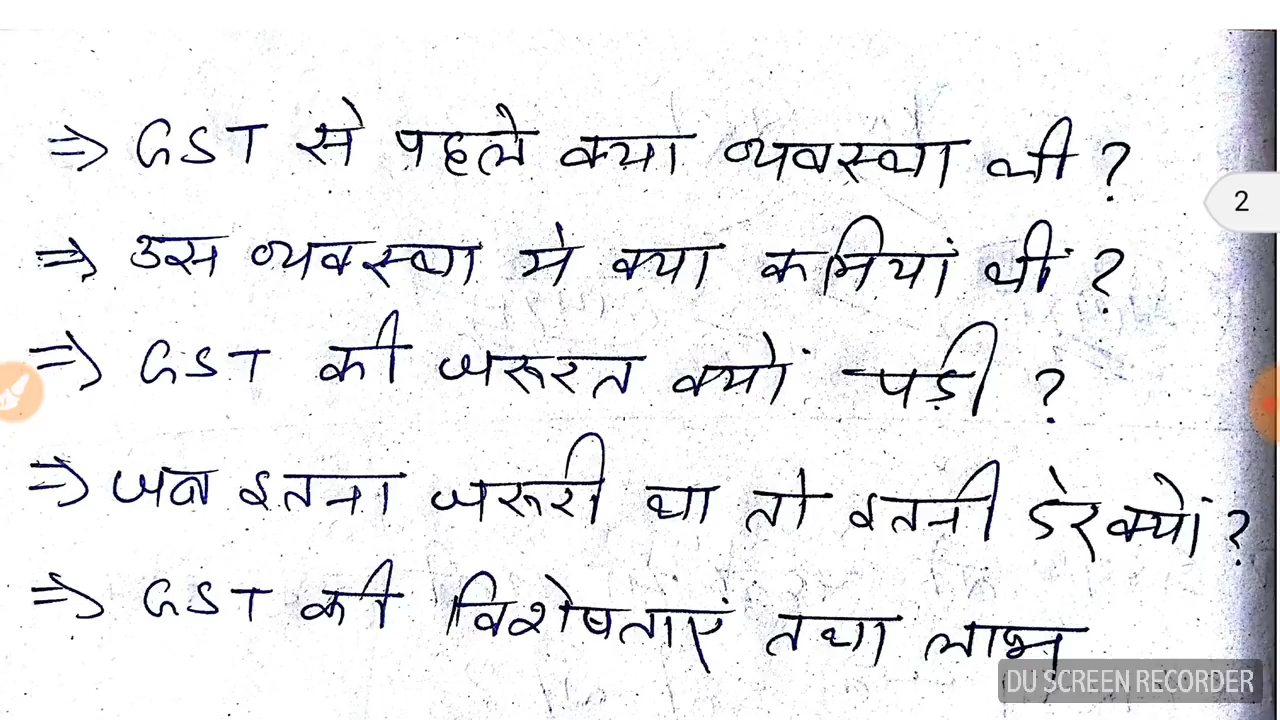 ⇒ GST से पहले क्या व्यवस्था थी ?
2
⇒ उस व्यवस्था मे क्या कमियां थीं ?
⇒ GST की जरूरत क्यों पड़ी ?
⇒ जब इतना जरूरी था तो इतनी देर क्यों ?
⇒ GST की विशेषताएं तथा लाभ
DU SCREEN RECORDER